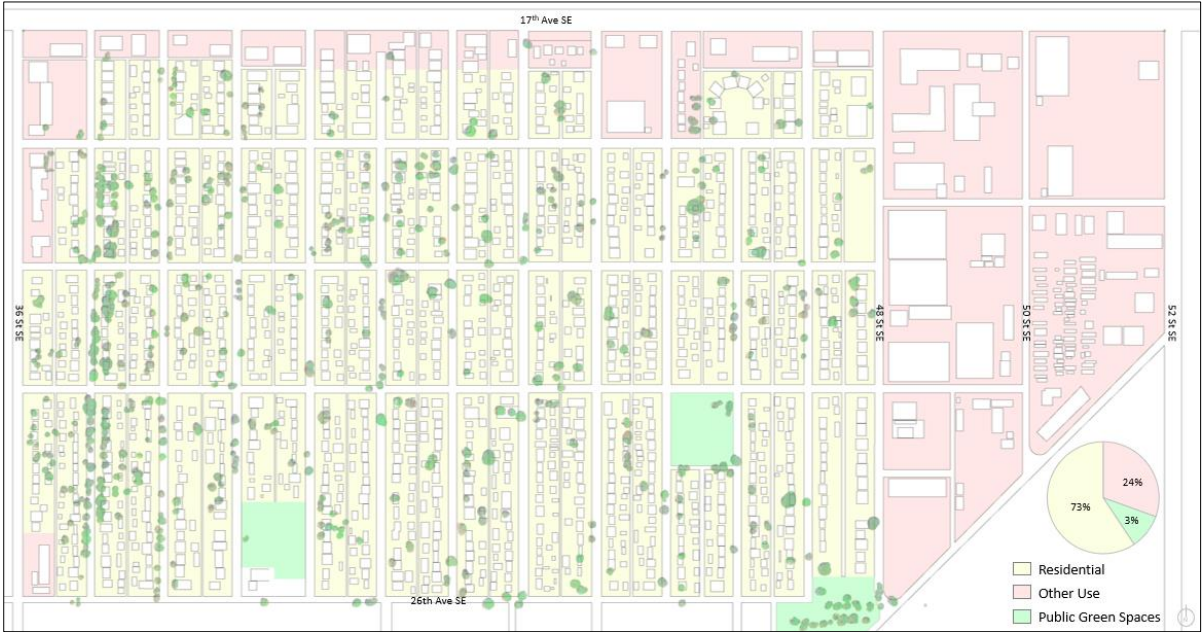 17th Ave SE
36 St SE
48 St SE
50 St SE
52 St SE
24%
73%
3%
Residential
Other Use
26th Ave SE
Public Green Spaces